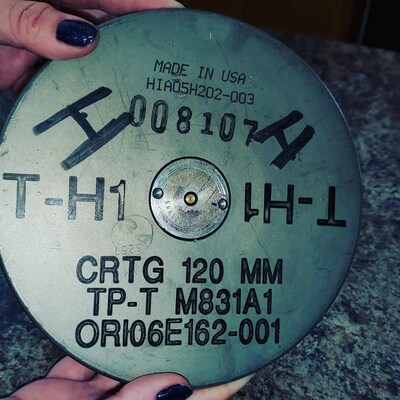 MADE IN USA
HIA05H202-003
008107
H H
T-H1 T-H1
CRTG 120 MM
TP-T M831A1
ORI06E162-001